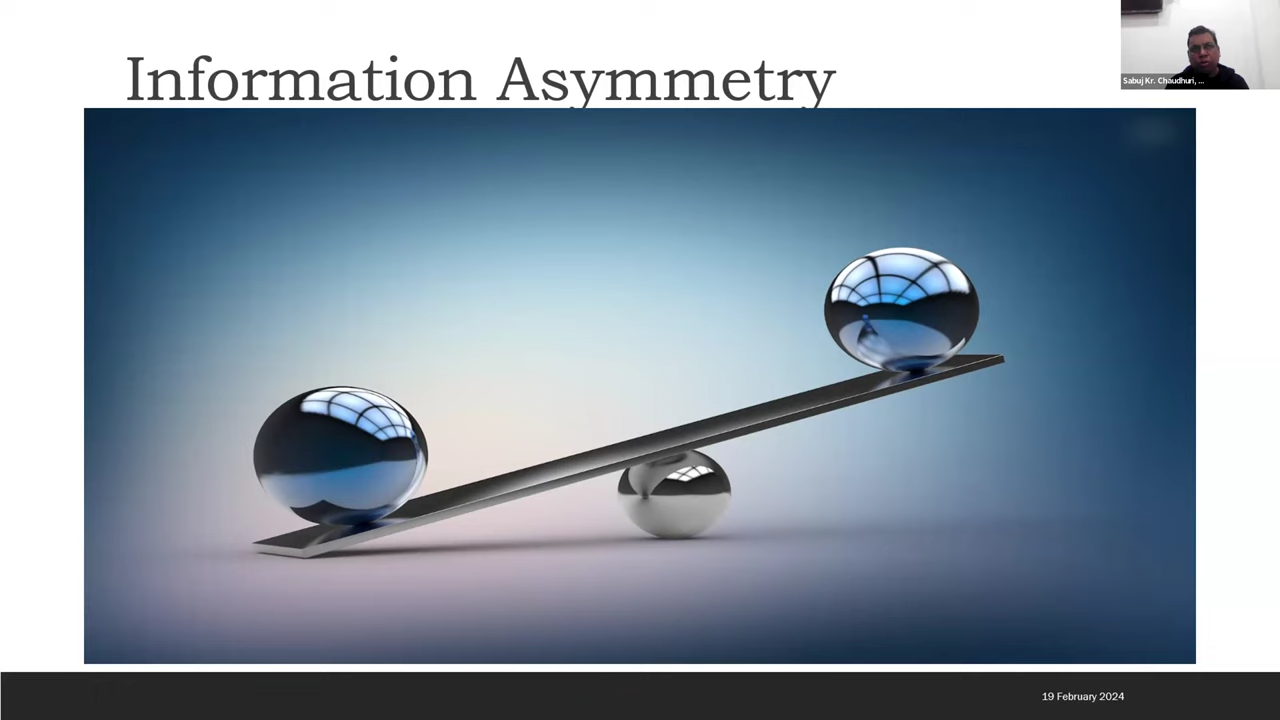 Information Asymmetry
Sabuj Kr. Chaudhuri, ...
19 February 2024